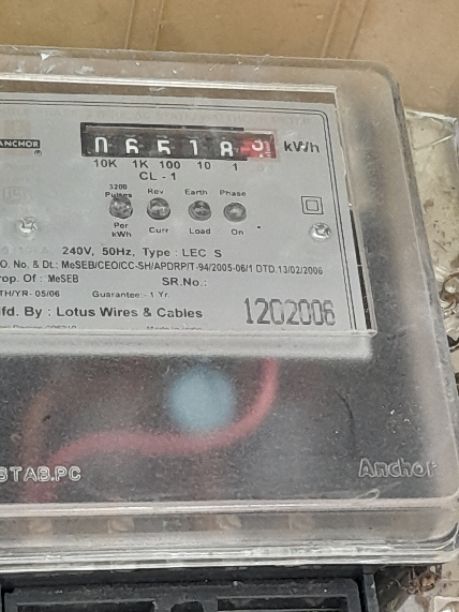 ANCHOR
kWh
10K 1K 100 10 1
CL - 1
3200 Pulses Rev Earth Phase
Per kWh Curr Load On
240V, 50Hz, Type : LEC S
O. No. & Dt.: MeSEB/CEO/CC-SH/APDRP/T-94/2005-06/1 DTD.13/02/2006
rop. Of : MeSEB SR.No.:
TH/YR- 05/06 Guarantee - 1 Yr.
fd. By : Lotus Wires & Cables
1202006
STAB.PC Anchor